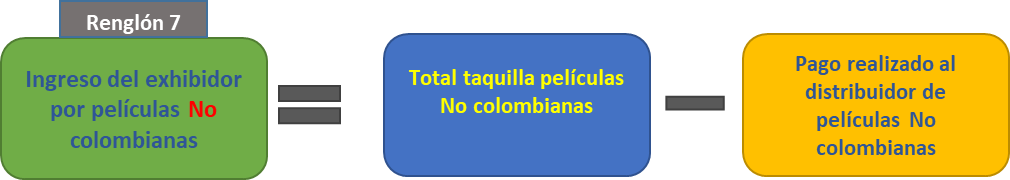 Renglón 7
Ingreso del exhibidor
por películas No
colombianas
Total taquilla películas
No colombianas
Pago realizado al
distribuidor de
películas No
colombianas